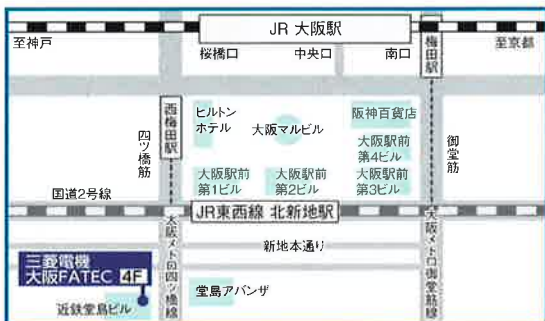 JR 大阪駅
至神戸
桜橋口
中央口
南口
梅田駅
至京都
西梅田駅
ヒルトン
ホテル
大阪マルビル
阪神百貨店
四ツ橋筋
大阪駅前
第4ビル
御堂筋
大阪駅前
第1ビル
大阪駅前
第2ビル
大阪駅前
第3ビル
国道2号線
JR東西線 北新地駅
大阪メトロ四ツ橋線
大阪メトロ御堂筋線
新地本通り
三菱電機
大阪FATEC 4F
近鉄堂島ビル
堂島アバンザ